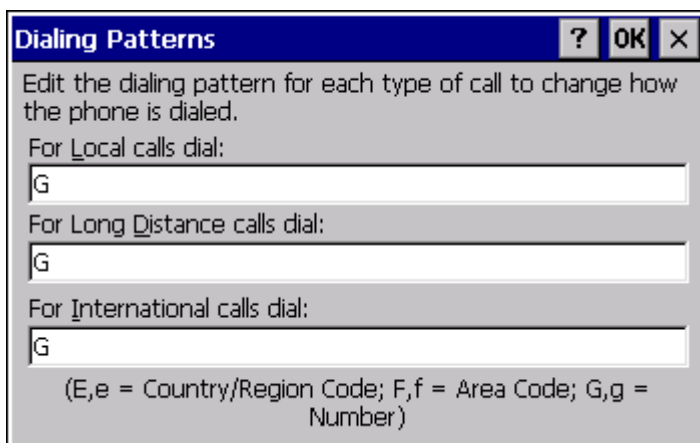 Dialing Patterns ? OK ×
Edit the dialing pattern for each type of call to change how
the phone is dialed.
For Local calls dial:
G
For Long Distance calls dial:
G
For International calls dial:
G
(E,e = Country/Region Code; F,f = Area Code; G,g =
Number)